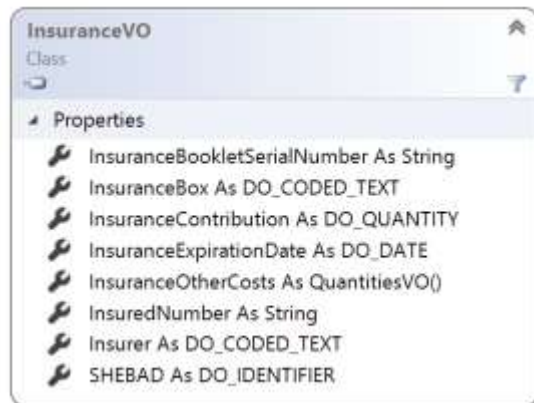 InsuranceVO
Class
Properties
InsuranceBookletSerialNumber As String
InsuranceBox As DO_CODED_TEXT
InsuranceContribution As DO_QUANTITY
InsuranceExpirationDate As DO_DATE
InsuranceOtherCosts As QuantitiesVO()
InsuredNumber As String
Insurer As DO_CODED_TEXT
SHEBAD As DO_IDENTIFIER